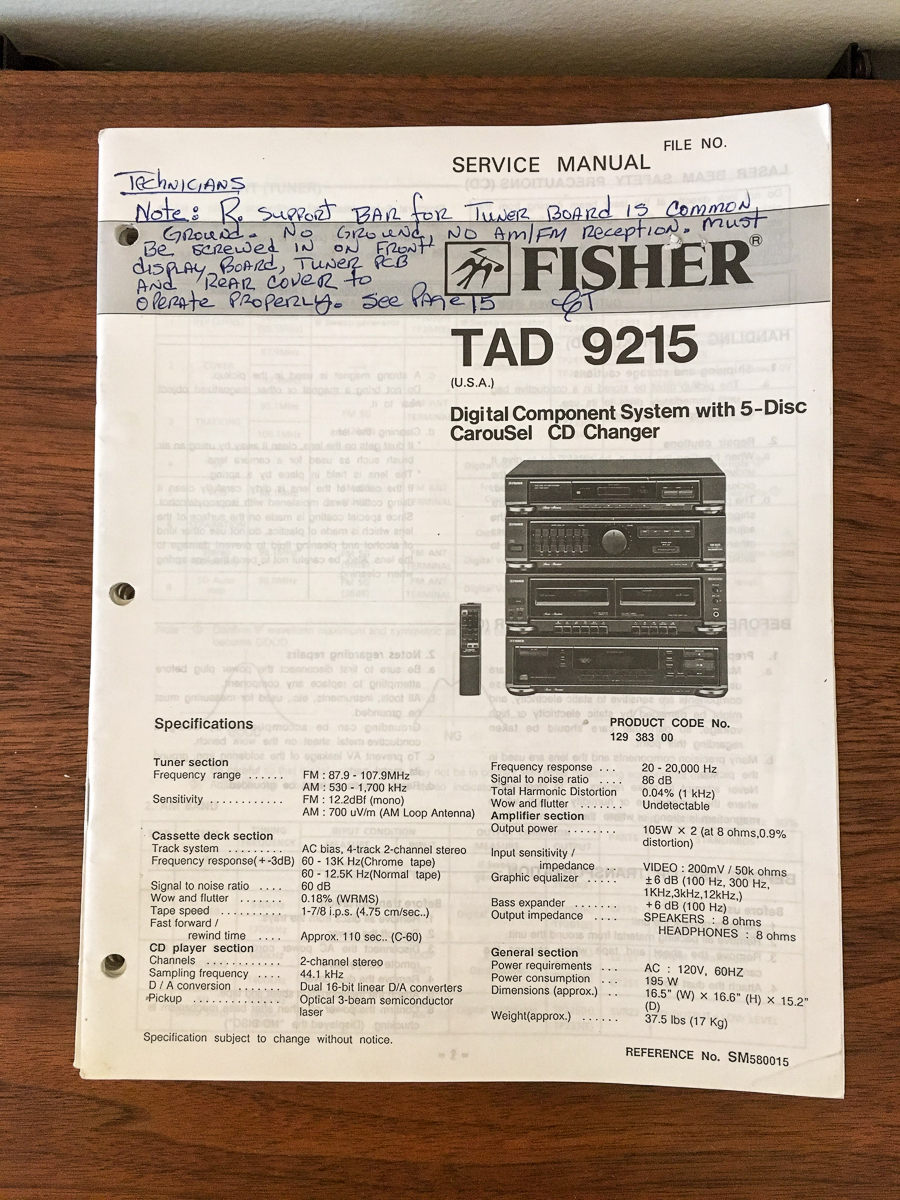 FILE NO.
SERVICE MANUAL
TECHNICIANS
Note: R. SUPPORT BAR for TUNER BOARD IS COMMON
GROUND. NO GROUND, NO AM/FM RECEPTION. MUST
BE SCREWED IN ON FRONT
display BOARD, TUNER PCB
AND REAR COVER to
OPERATE PROPERLY. SEE PAGE 15
FISHER®
TAD 9215
(U.S.A.)
Digital Component System with 5-Disc
CarouSel CD Changer
Specifications
Tuner section
Frequency range ...... FM : 87.9 - 107.9MHz
AM : 530 - 1,700 kHz
Sensitivity ............ FM : 12.2dBf (mono)
AM : 700 uV/m (AM Loop Antenna)
Cassette deck section
Track system ......... AC bias, 4-track 2-channel stereo
Frequency response(+-3dB) 60 - 13K Hz(Chrome tape)
60 - 12.5K Hz(Normal tape)
Signal to noise ratio .... 60 dB
Wow and flutter ....... 0.18% (WRMS)
Tape speed .......... 1-7/8 i.p.s. (4.75 cm/sec..)
Fast forward /
rewind time .... Approx. 110 sec.. (C-60)
CD player section
Channels ............ 2-channel stereo
Sampling frequency .... 44.1 kHz
D / A conversion ....... Dual 16-bit linear D/A converters
Pickup .............. Optical 3-beam semiconductor
laser
PRODUCT CODE No.
129 383 00
Frequency response ... 20 - 20,000 Hz
Signal to noise ratio .... 86 dB
Total Harmonic Distortion 0.04% (1 kHz)
Wow and flutter ....... Undetectable
Amplifier section
Output power ........ 105W × 2 (at 8 ohms,0.9%
distortion)
Input sensitivity /
impedance VIDEO : 200mV / 50k ohms
Graphic equalizer ..... ±6 dB (100 Hz, 300 Hz,
1KHz,3kHz,12kHz,)
Bass expander ....... +6 dB (100 Hz)
Output impedance .... SPEAKERS : 8 ohms
HEADPHONES : 8 ohms
General section
Power requirements ... AC : 120V, 60HZ
Power consumption ... 195 W
Dimensions (approx.) .. 16.5" (W) × 16.6" (H) × 15.2"
(D)
Weight(approx.) ...... 37.5 lbs (17 Kg)
Specification subject to change without notice.
REFERENCE No. SM580015